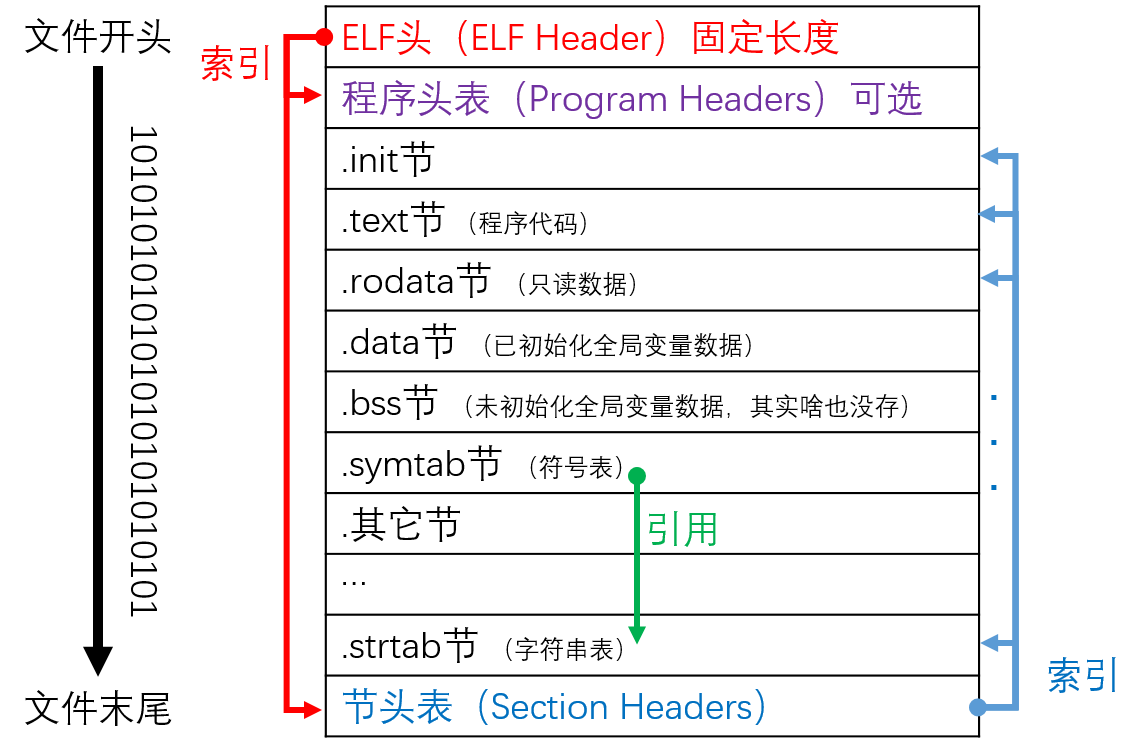 文件开头
索引
ELF头（ELF Header）固定长度
程序头表（Program Headers）可选
.init节
.text节（程序代码）
.rodata节（只读数据）
.data节（已初始化全局变量数据）
.bss节（未初始化全局变量数据，其实啥也没存）
.symtab节（符号表）
.其它节
引用
...
.strtab节（字符串表）
节头表（Section Headers）
索引
文件末尾